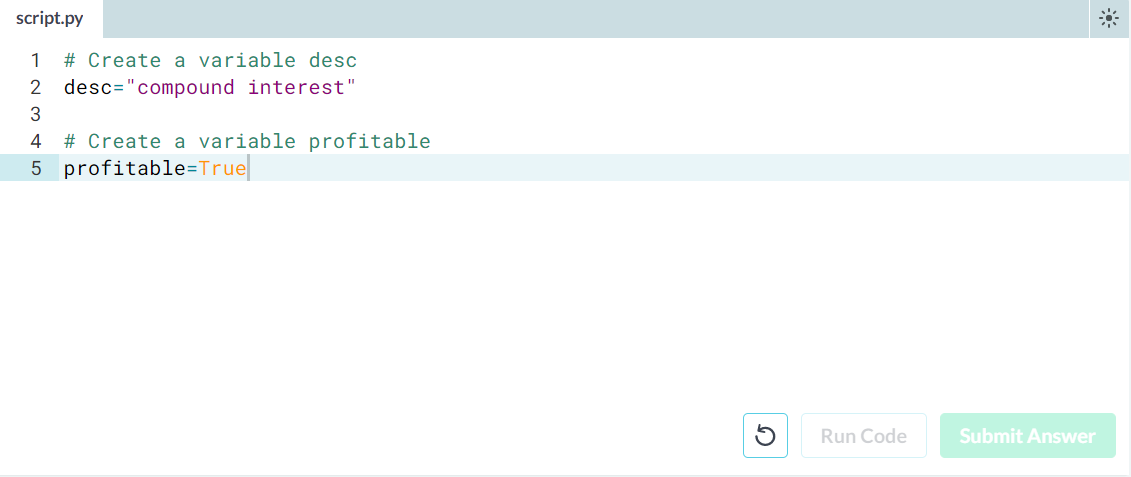 script.py
1 # Create a variable desc
2 desc="compound interest"
3
4 # Create a variable profitable
5 profitable=True
Run Code Submit Answer